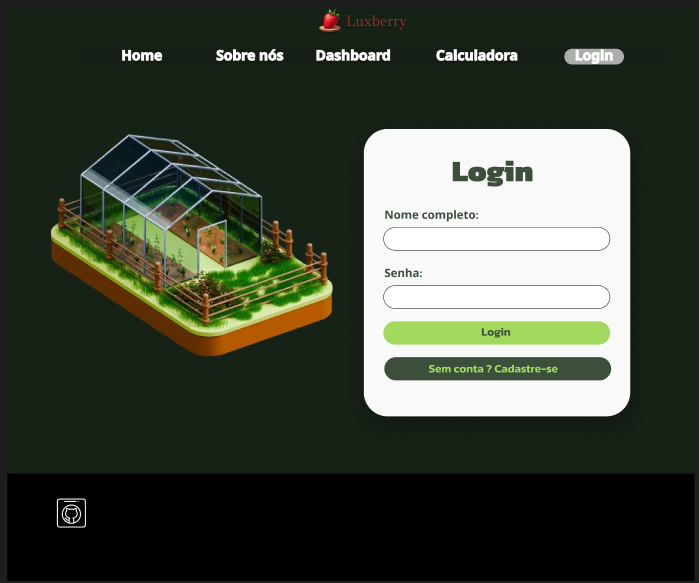 Luxberry
Home Sobre nós Dashboard Calculadora Login
Login
Nome completo:
Senha:
Login
Sem conta ? Cadastre-se